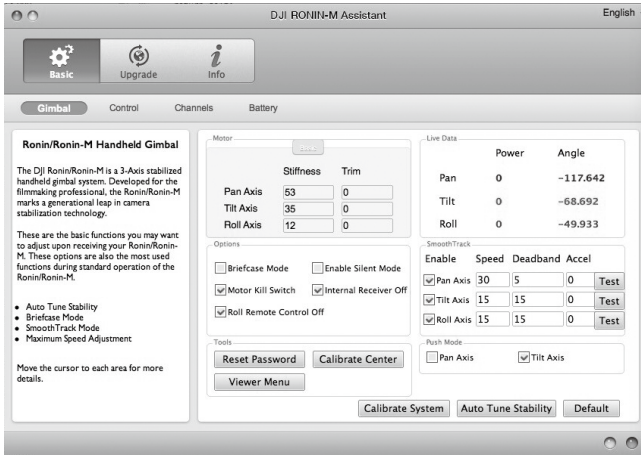 DJI RONIN-M Assistant
English
Basic
Upgrade
Info
Gimbal
Control
Channels
Battery
Ronin/Ronin-M Handheld Gimbal
The DJI Ronin/Ronin-M is a 3-Axis stabilized
handheld gimbal system. Developed for the
filmmaking professional, the Ronin/Ronin-M
marks a generational leap in camera
stabilization technology.
These are the basic functions you may want
to adjust upon receiving your Ronin/Ronin-
M. These options are also the most used
functions during standard operation of the
Ronin/Ronin-M.
• Auto Tune Stability
• Briefcase Mode
• SmoothTrack Mode
• Maximum Speed Adjustment
Move the cursor to each area for more
details.
Motor
Stiffness Trim
Pan Axis 53 0
Tilt Axis 35 0
Roll Axis 12 0
Options
Briefcase Mode Enable Silent Mode
Motor Kill Switch Internal Receiver Off
Roll Remote Control Off
Tools
Reset Password Calibrate Center
Viewer Menu
Live Data
Power Angle
Pan 0 -117.642
Tilt 0 -68.692
Roll 0 -49.933
SmoothTrack
Enable Speed Deadband Accel
Pan Axis 30 5 0 Test
Tilt Axis 15 15 0 Test
Roll Axis 15 15 0 Test
Push Mode
Pan Axis Tilt Axis
Calibrate System Auto Tune Stability Default